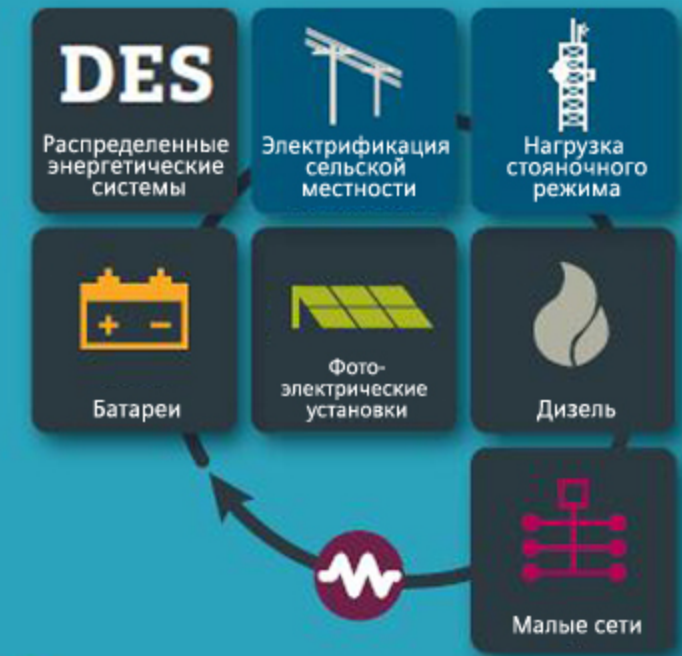 DES
Распределенные
энергетические
системы
Электрификация
сельской
местности
Нагрузка
стояночного
режима
Батареи
Фото-
электрические
установки
Дизель
Малые сети